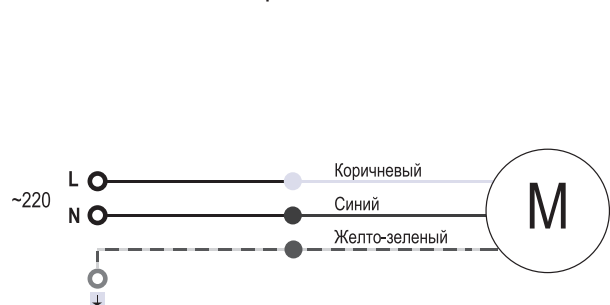 L
Коричневый
~220
Синий
N
Желто-зеленый
M